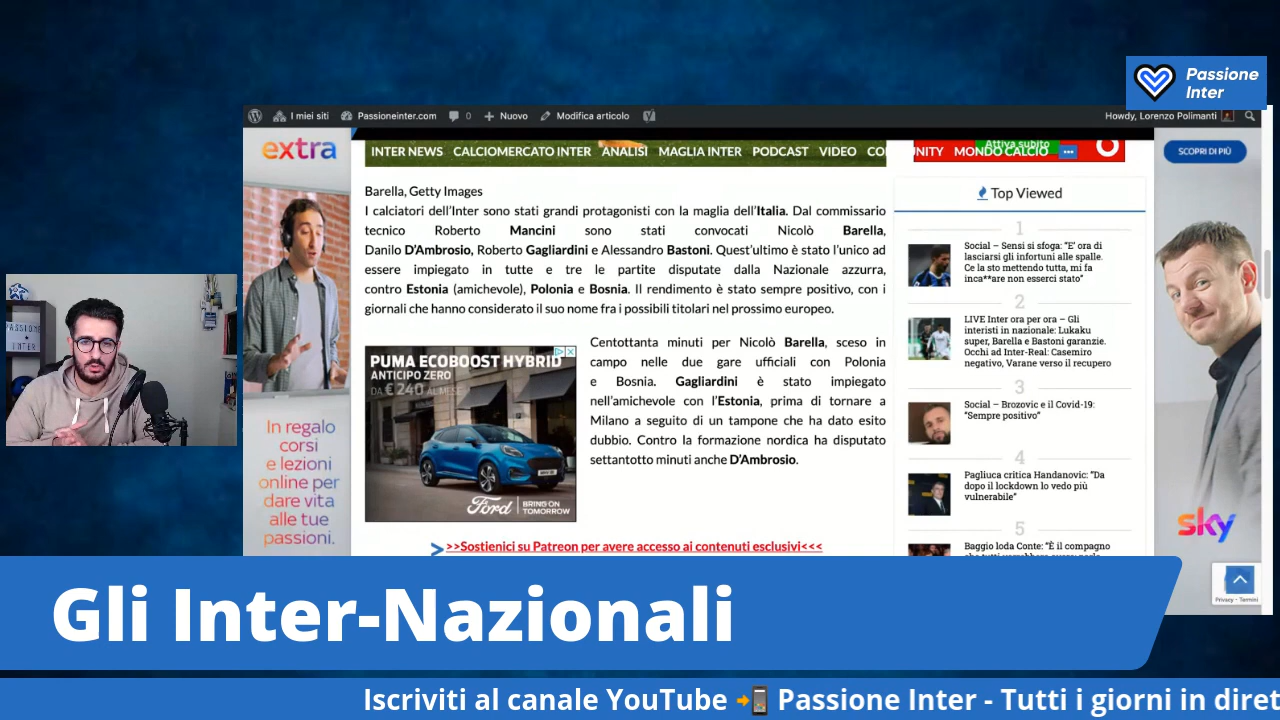 Passione
Inter
I miei siti Passioneinter.com 0 Nuovo Modifica articolo Howdy, Lorenzo Polimanti
extra
INTER NEWS CALCIOMERCATO INTER ANALISI MAGLIA INTER PODCAST VIDEO
MONDO CALCIO
Attiva subito
SCOPRI DI PIÙ
Barella, Getty Images
I calciatori dell'Inter sono stati grandi protagonisti con la maglia dell'Italia. Dal commissario
tecnico Roberto Mancini sono stati convocati Nicolò Barella,
Danilo D'Ambrosio, Roberto Gagliardini e Alessandro Bastoni. Quest'ultimo è stato l'unico ad
essere impiegato in tutte e tre le partite disputate dalla Nazionale azzurra,
contro Estonia (amichevole), Polonia e Bosnia. Il rendimento è stato sempre positivo, con i
giornali che hanno considerato il suo nome fra i possibili titolari nel prossimo europeo.
PUMA ECOBOOST HYBRID
ANTICIPO ZERO
DA € 240 AL MESE
Ford BRING ON
TOMORROW
Centottanta minuti per Nicolò Barella, sceso in
campo nelle due gare ufficiali con Polonia
e Bosnia. Gagliardini è stato impiegato
nell'amichevole con l'Estonia, prima di tornare a
Milano a seguito di un tampone che ha dato esito
dubbio. Contro la formazione nordica ha disputato
settantotto minuti anche D'Ambrosio.
>>Sostienici su Patreon per avere accesso ai contenuti esclusivi<<<
Top Viewed
1
Social – Sensi si sfoga: "E' ora di
lasciarsi gli infortuni alle spalle.
Ce la sto mettendo tutta, mi fa
inca**are non esserci stato"
2
LIVE Inter ora per ora – Gli
interisti in nazionale: Lukaku
super, Barella e Bastoni garanzie.
Occhi ad Inter-Real: Casemiro
negativo, Varane verso il recupero
3
Social – Brozovic e il Covid-19:
"Sempre positivo"
4
Pagliuca critica Handanovic: "Da
dopo il lockdown lo vedo più
vulnerabile"
5
Baggio loda Conte: "È il compagno
In regalo
corsi
e lezioni
online per
dare vita
alle tue
passioni.
sky
Privacy - Termini
PASSIONE
INTER
Gli Inter-Nazionali
Iscriviti al canale YouTube 📲 Passione Inter - Tutti i giorni in diret